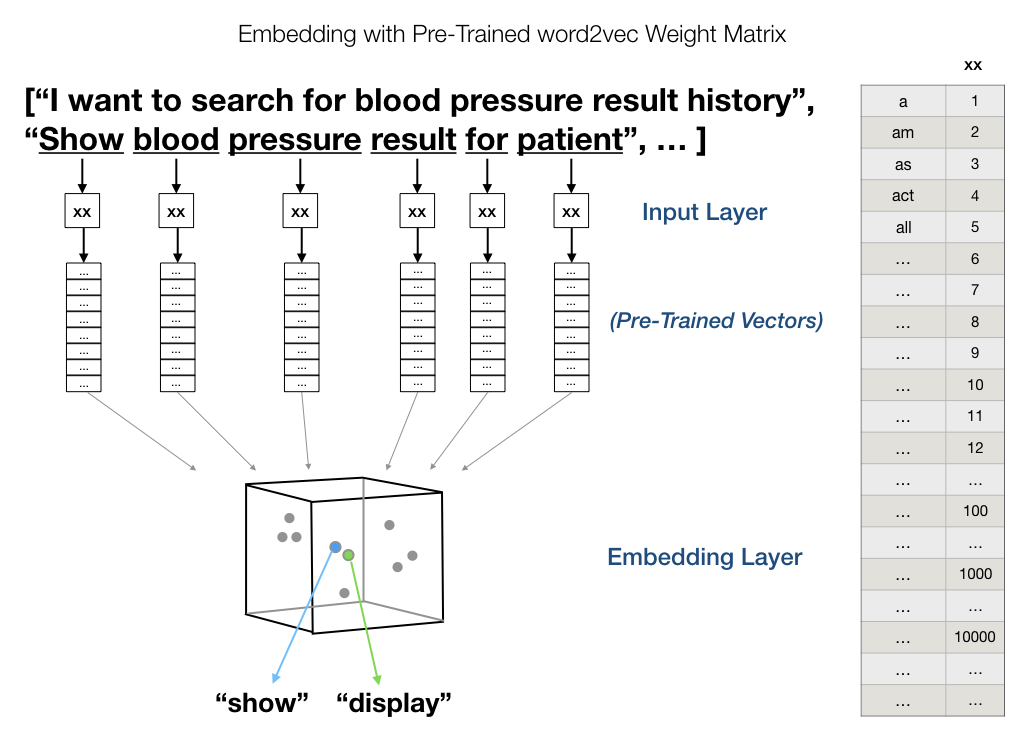 Embedding with Pre-Trained word2vec Weight Matrix
[“I want to search for blood pressure result history”,
“Show blood pressure result for patient”, … ]
xx xx xx xx xx xx
Input Layer
... ... ... ... ... ...
... ... ... ... ... ...
... ... ... ... ... ...
... ... ... ... ... ...
... ... ... ... ... ...
... ... ... ... ... ...
... ... ... ... ... ...
... ... ... ... ... ...
(Pre-Trained Vectors)
Embedding Layer
“show” “display”
xx
a 1
am 2
as 3
act 4
all 5
… 6
… 7
… 8
… 9
… 10
… 11
… 12
… …
… 100
… …
… 1000
… …
… 10000
… …
… …